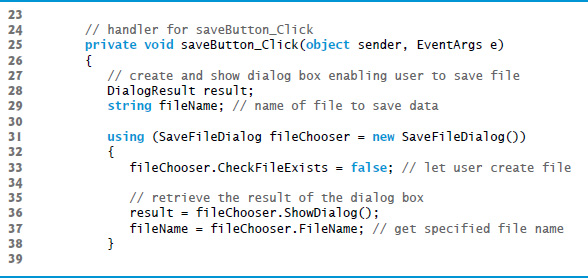 23
24 // handler for saveButton_Click
25 private void saveButton_Click(object sender, EventArgs e)
26 {
27 // create and show dialog box enabling user to save file
28 DialogResult result;
29 string fileName; // name of file to save data
30
31 using (SaveFileDialog fileChooser = new SaveFileDialog())
32 {
33 fileChooser.CheckFileExists = false; // let user create file
34
35 // retrieve the result of the dialog box
36 result = fileChooser.ShowDialog();
37 fileName = fileChooser.FileName; // get specified file name
38 }
39